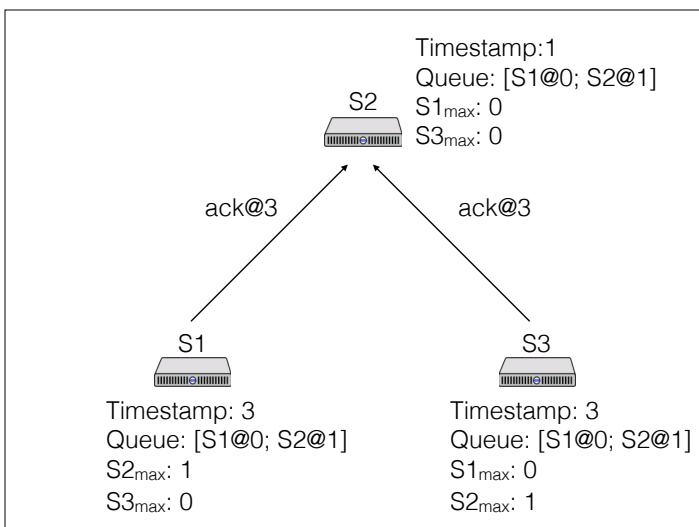 Timestamp:1
Queue: [S1@0; S2@1]
S2
S1max: 0
S3max: 0
ack@3
ack@3
S1
S3
Timestamp: 3
Queue: [S1@0; S2@1]
S2max: 1
S3max: 0
Timestamp: 3
Queue: [S1@0; S2@1]
S1max: 0
S2max: 1